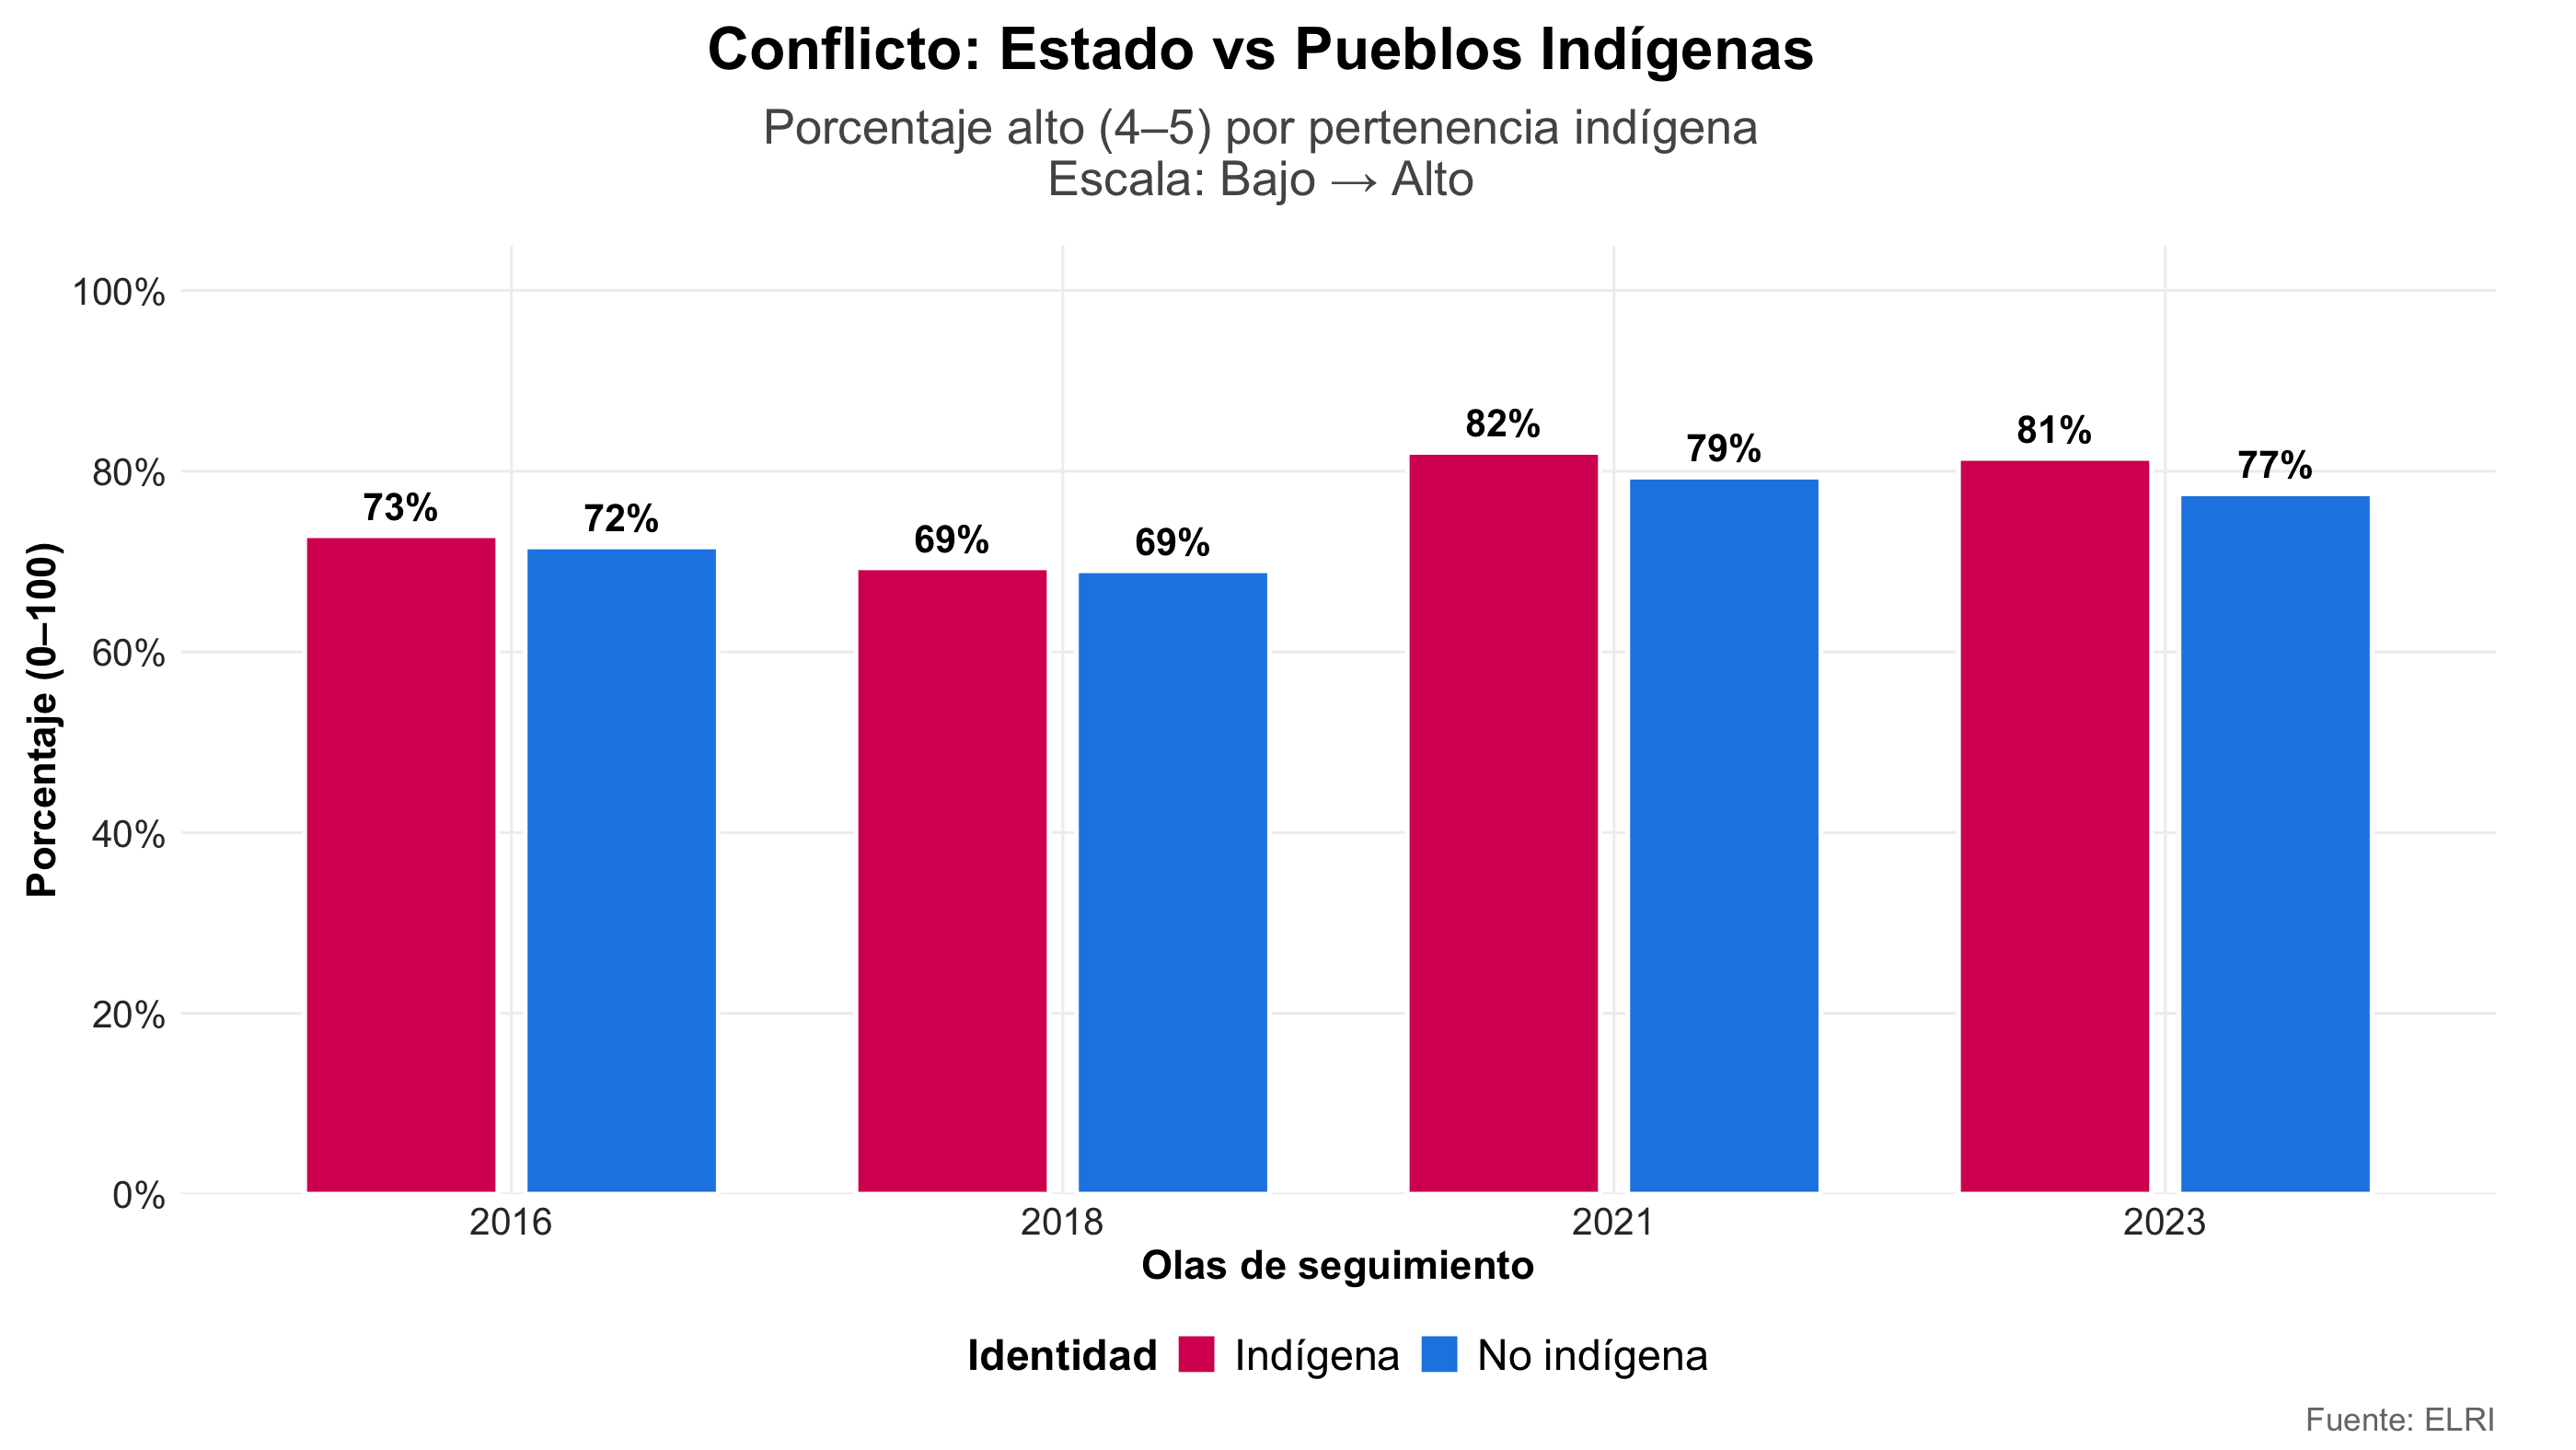 Conflicto: Estado vs Pueblos Indígenas
Porcentaje alto (4–5) por pertenencia indígena
Escala: Bajo → Alto
Porcentaje (0–100)
100%
80%
60%
40%
20%
0%
73%
72%
69%
69%
82%
79%
81%
77%
2016
2018
2021
2023
Olas de seguimiento
Identidad Indígena No indígena
Fuente: ELRI